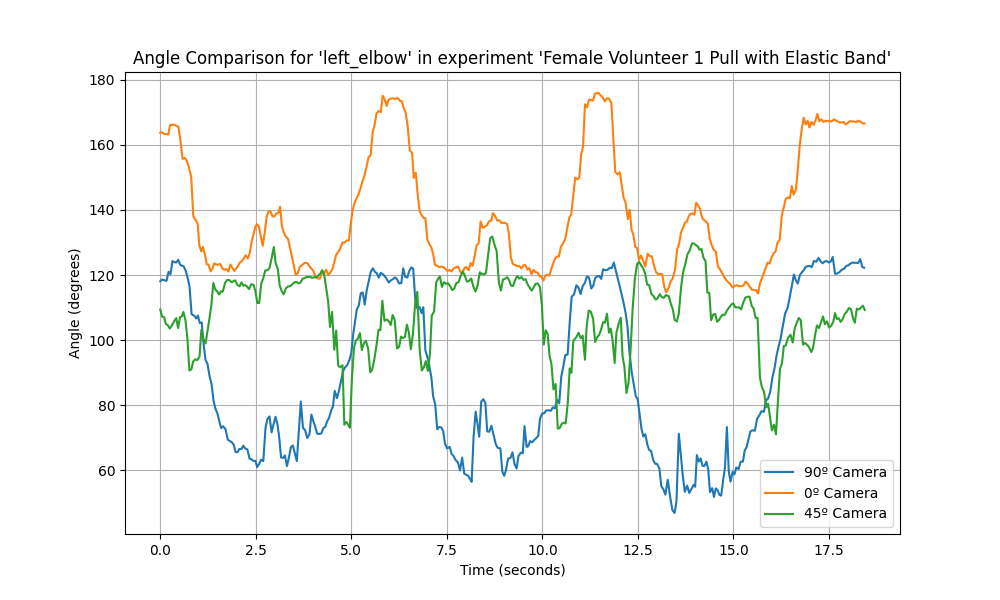 Angle Comparison for 'left_elbow' in experiment 'Female Volunteer 1 Pull with Elastic Band'
Angle (degrees)
180
160
140
120
100
80
60
0.0 2.5 5.0 7.5 10.0 12.5 15.0 17.5
Time (seconds)
90º Camera
0º Camera
45º Camera